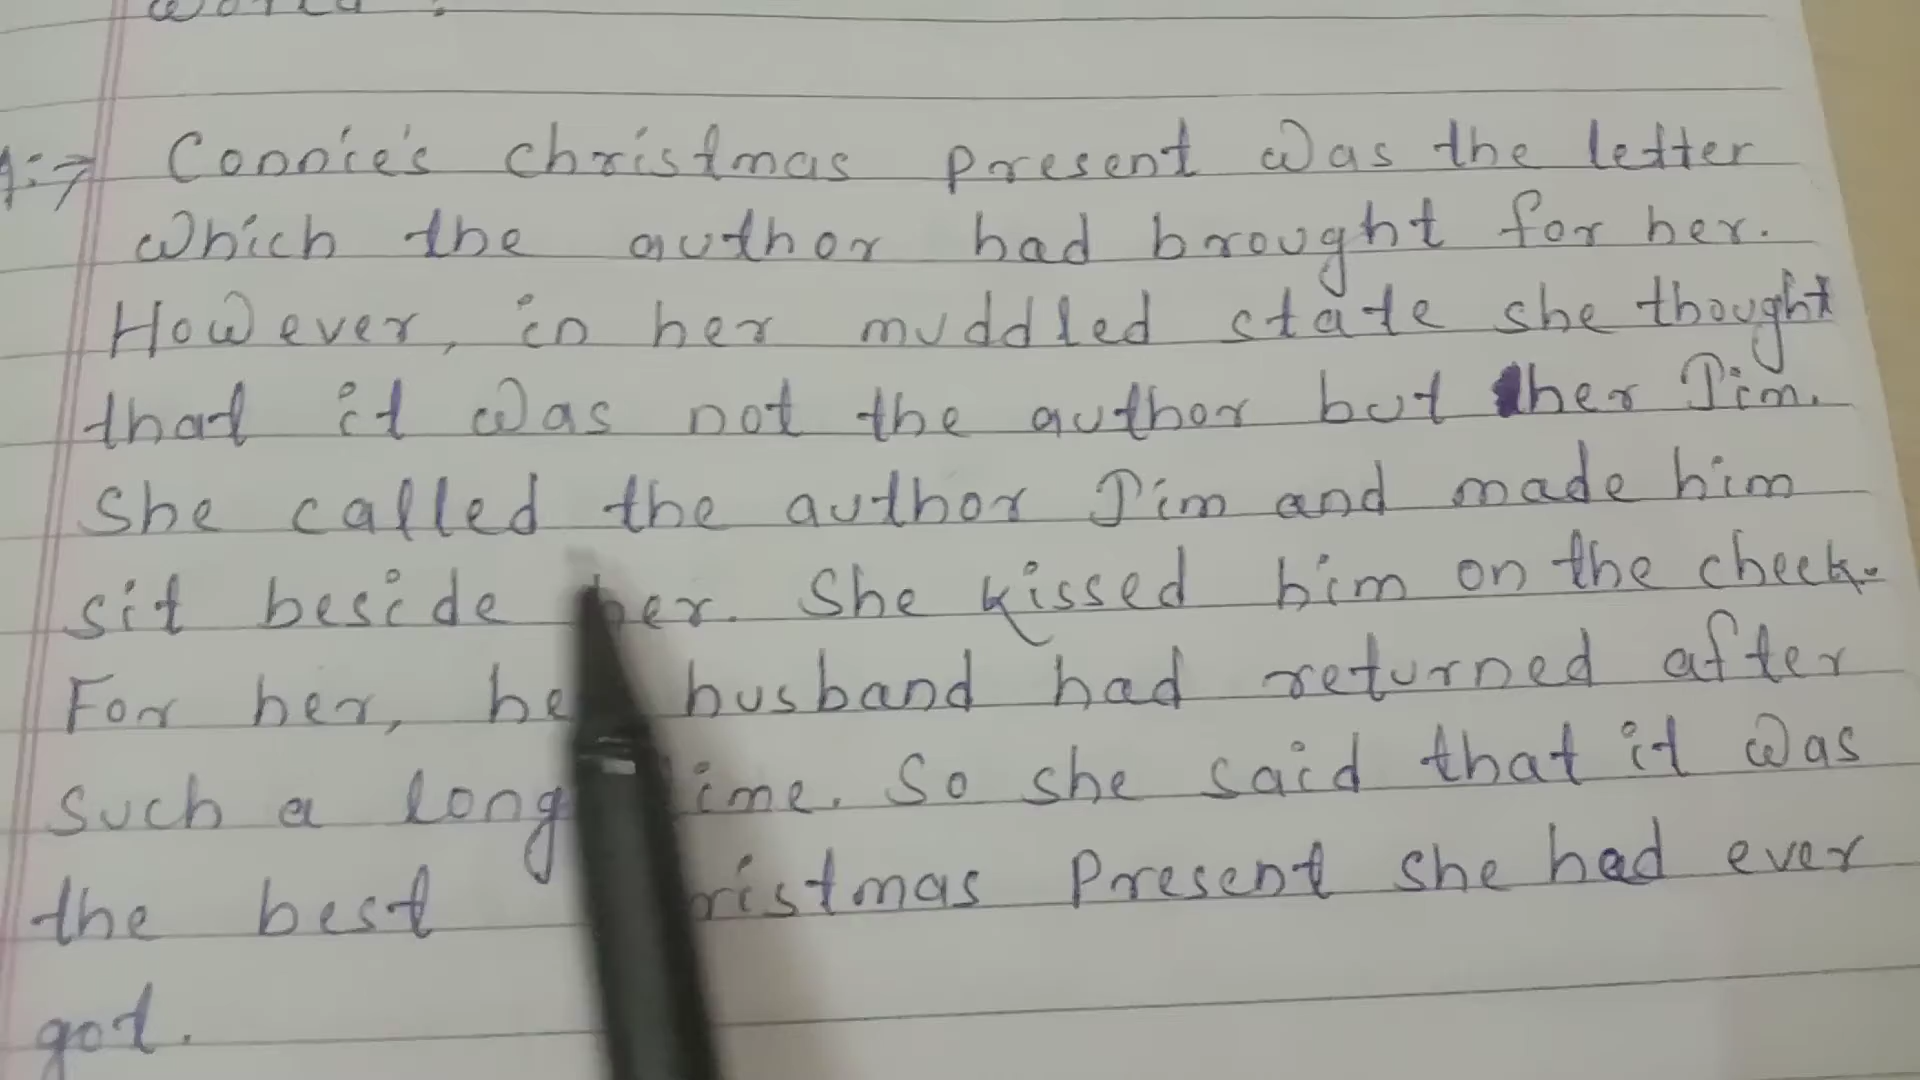 A:→ Connie's christmas present was the letter
which the author had brought for her.
However, in her muddled state she thought
that it was not the author but her Jim.
She called the author Jim and made him
sit beside her. She kissed him on the cheek.
For her, he husband had returned after
such a long ime. So she said that it was
the best ristmas Present she had ever
got.